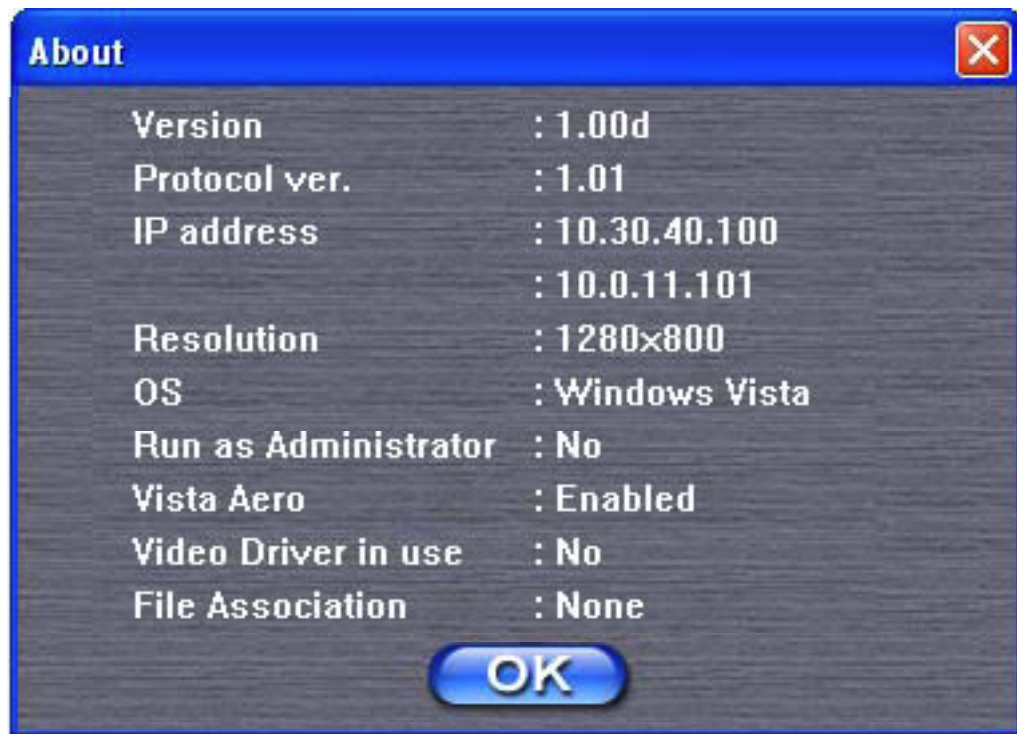 About
Version : 1.00d
Protocol ver. : 1.01
IP address : 10.30.40.100
: 10.0.11.101
Resolution : 1280x800
OS : Windows Vista
Run as Administrator : No
Vista Aero : Enabled
Video Driver in use : No
File Association : None
OK